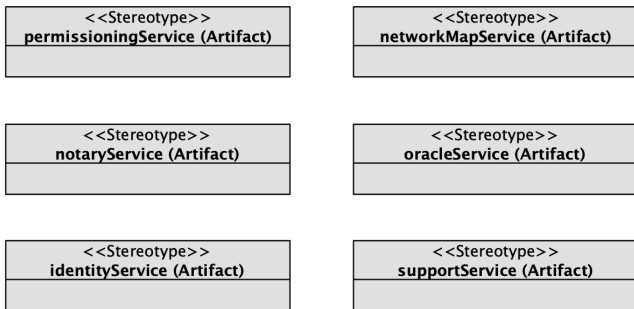 <<Stereotype>>
permissioningService (Artifact)
<<Stereotype>>
networkMapService (Artifact)
<<Stereotype>>
notaryService (Artifact)
<<Stereotype>>
oracleService (Artifact)
<<Stereotype>>
identityService (Artifact)
<<Stereotype>>
supportService (Artifact)